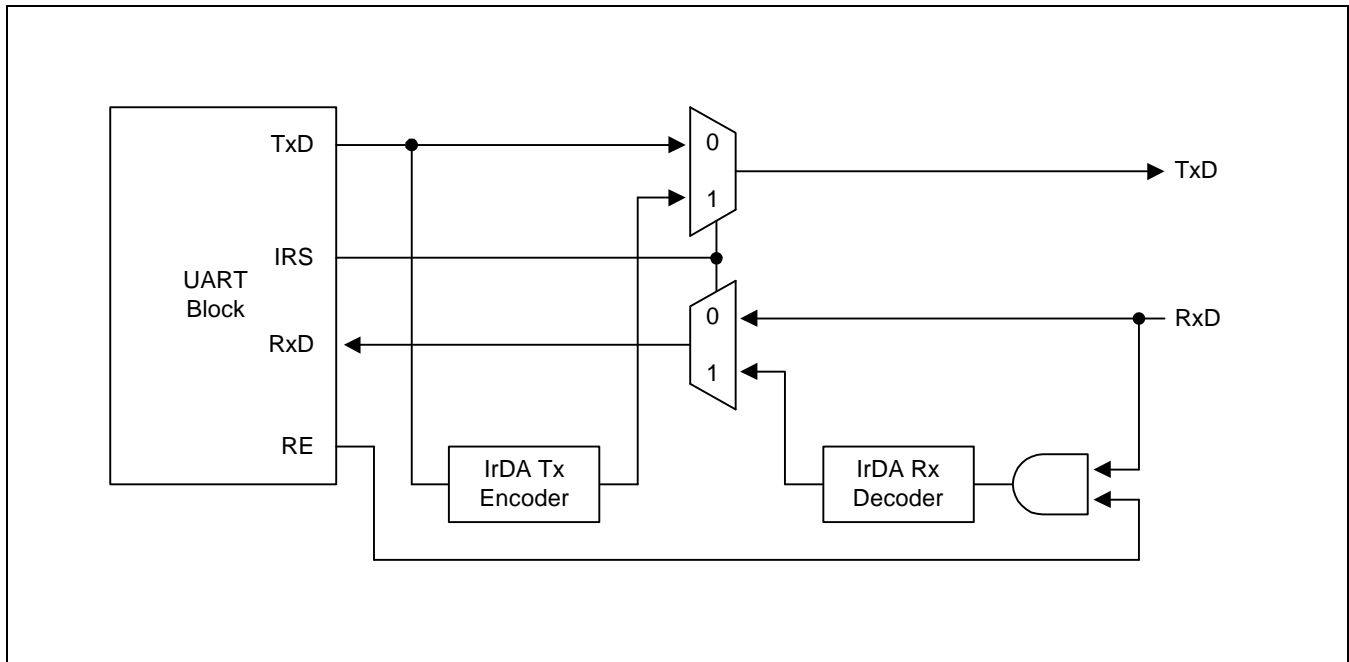 UART
Block
TxD
IRS
RxD
RE
0
1
0
1
IrDA Tx
Encoder
IrDA Rx
Decoder
TxD
RxD